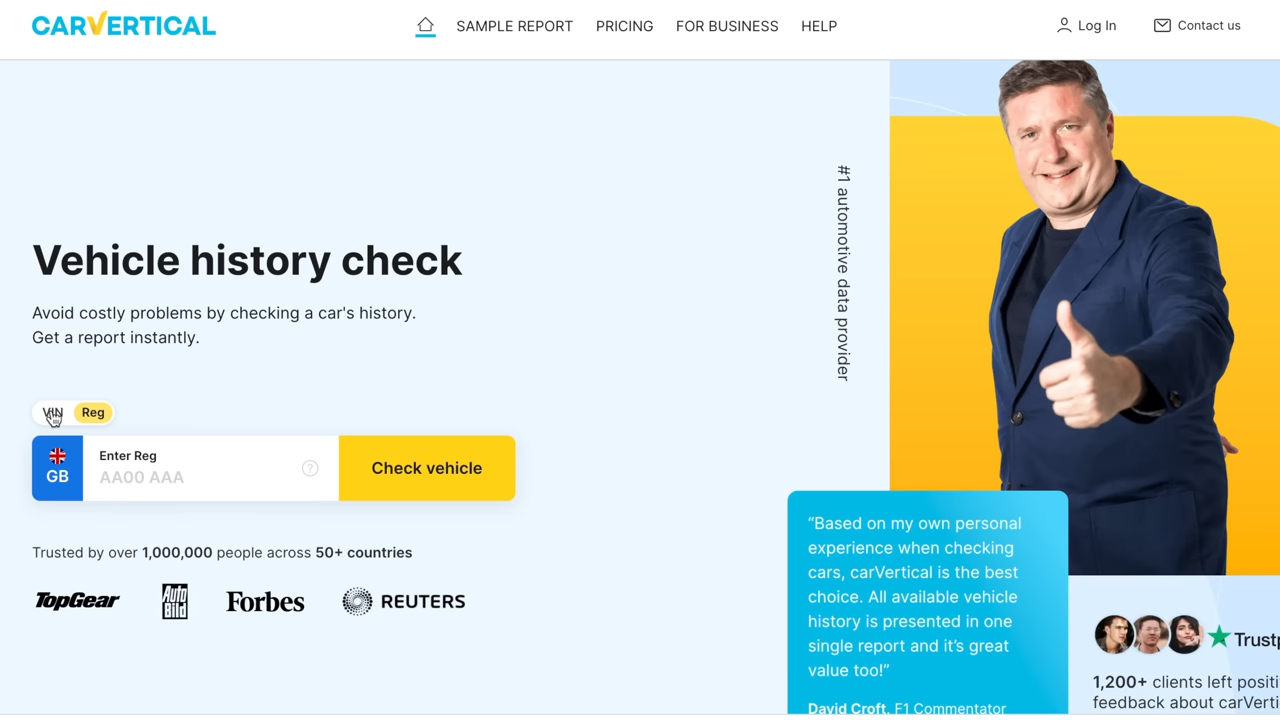 CARVERTICAL
SAMPLE REPORT
PRICING
FOR BUSINESS
HELP
Log In
Contact us
Vehicle history check
Avoid costly problems by checking a car's history.
Get a report instantly.
VIN
Reg
GB
Enter Reg
AA00 AAA
?
Check vehicle
Trusted by over 1,000,000 people across 50+ countries
TopGear
Auto
Bild
Forbes
REUTERS
#1 automotive data provider
“Based on my own personal
experience when checking
cars, carVertical is the best
choice. All available vehicle
history is presented in one
single report and it’s great
value too!”
David Croft, F1 Commentator
Trustp
1,200+ clients left positi
feedback about carVerti